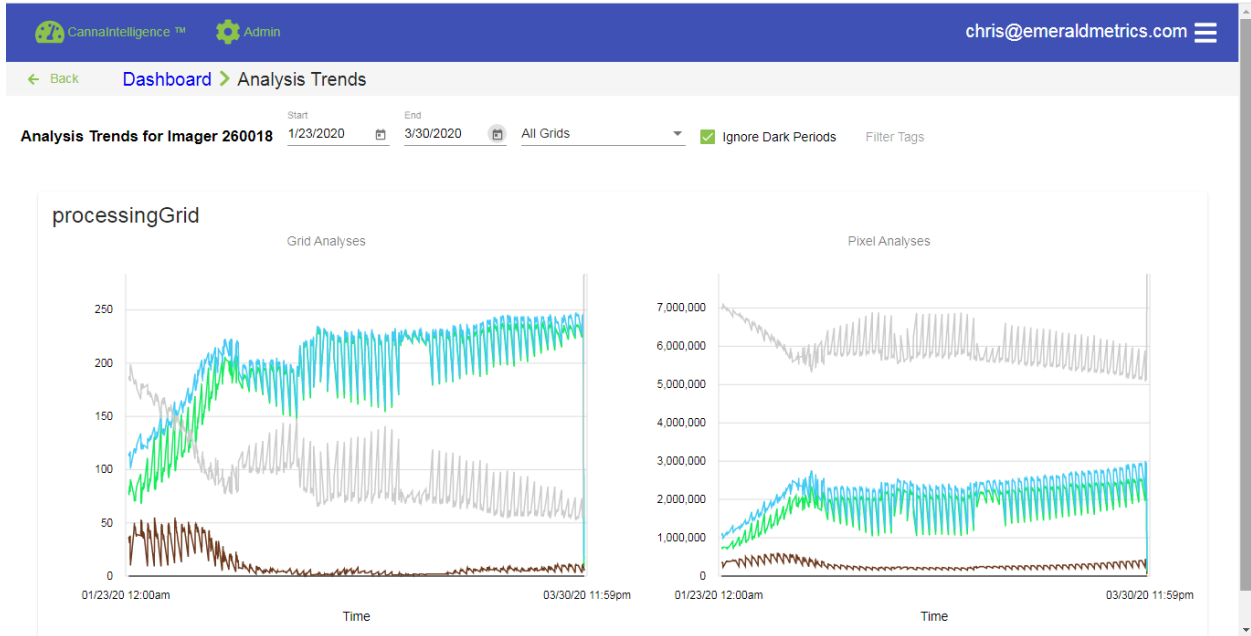 CannaIntelligence ™ Admin chris@emeraldmetrics.com
Back Dashboard Analysis Trends
Analysis Trends for Imager 260018 Start 1/23/2020 End 3/30/2020 All Grids Ignore Dark Periods Filter Tags
processingGrid
Grid Analyses
250
200
150
100
50
0
01/23/20 12:00am 03/30/20 11:59pm
Time
Pixel Analyses
7,000,000
6,000,000
5,000,000
4,000,000
3,000,000
2,000,000
1,000,000
0
01/23/20 12:00am 03/30/20 11:59pm
Time